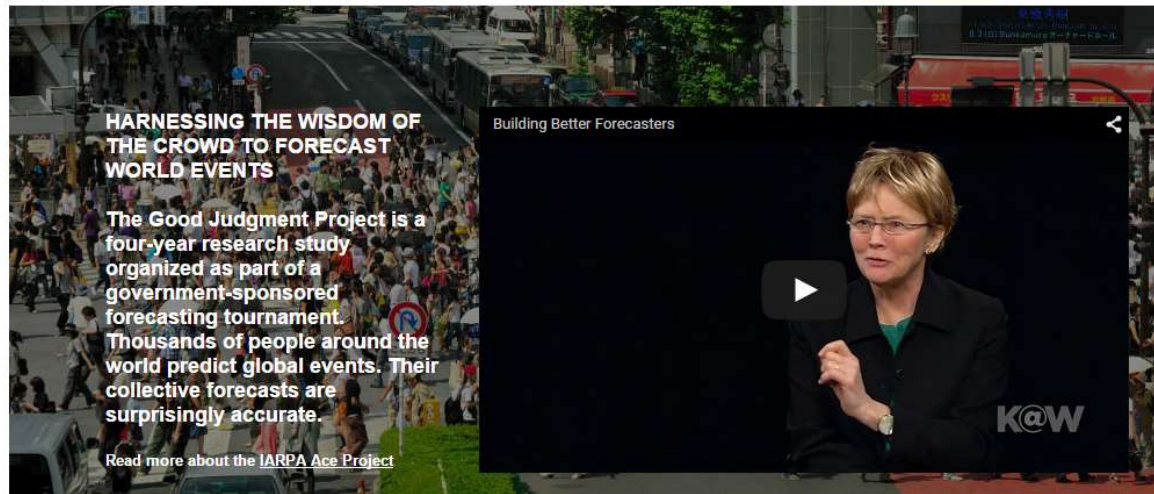 HARNESSING THE WISDOM OF
THE CROWD TO FORECAST
WORLD EVENTS
The Good Judgment Project is a
four-year research study
organized as part of a
government-sponsored
forecasting tournament.
Thousands of people around the
world predict global events. Their
collective forecasts are
surprisingly accurate.
Read more about the IARPA Ace Project
Building Better Forecasters
K@W